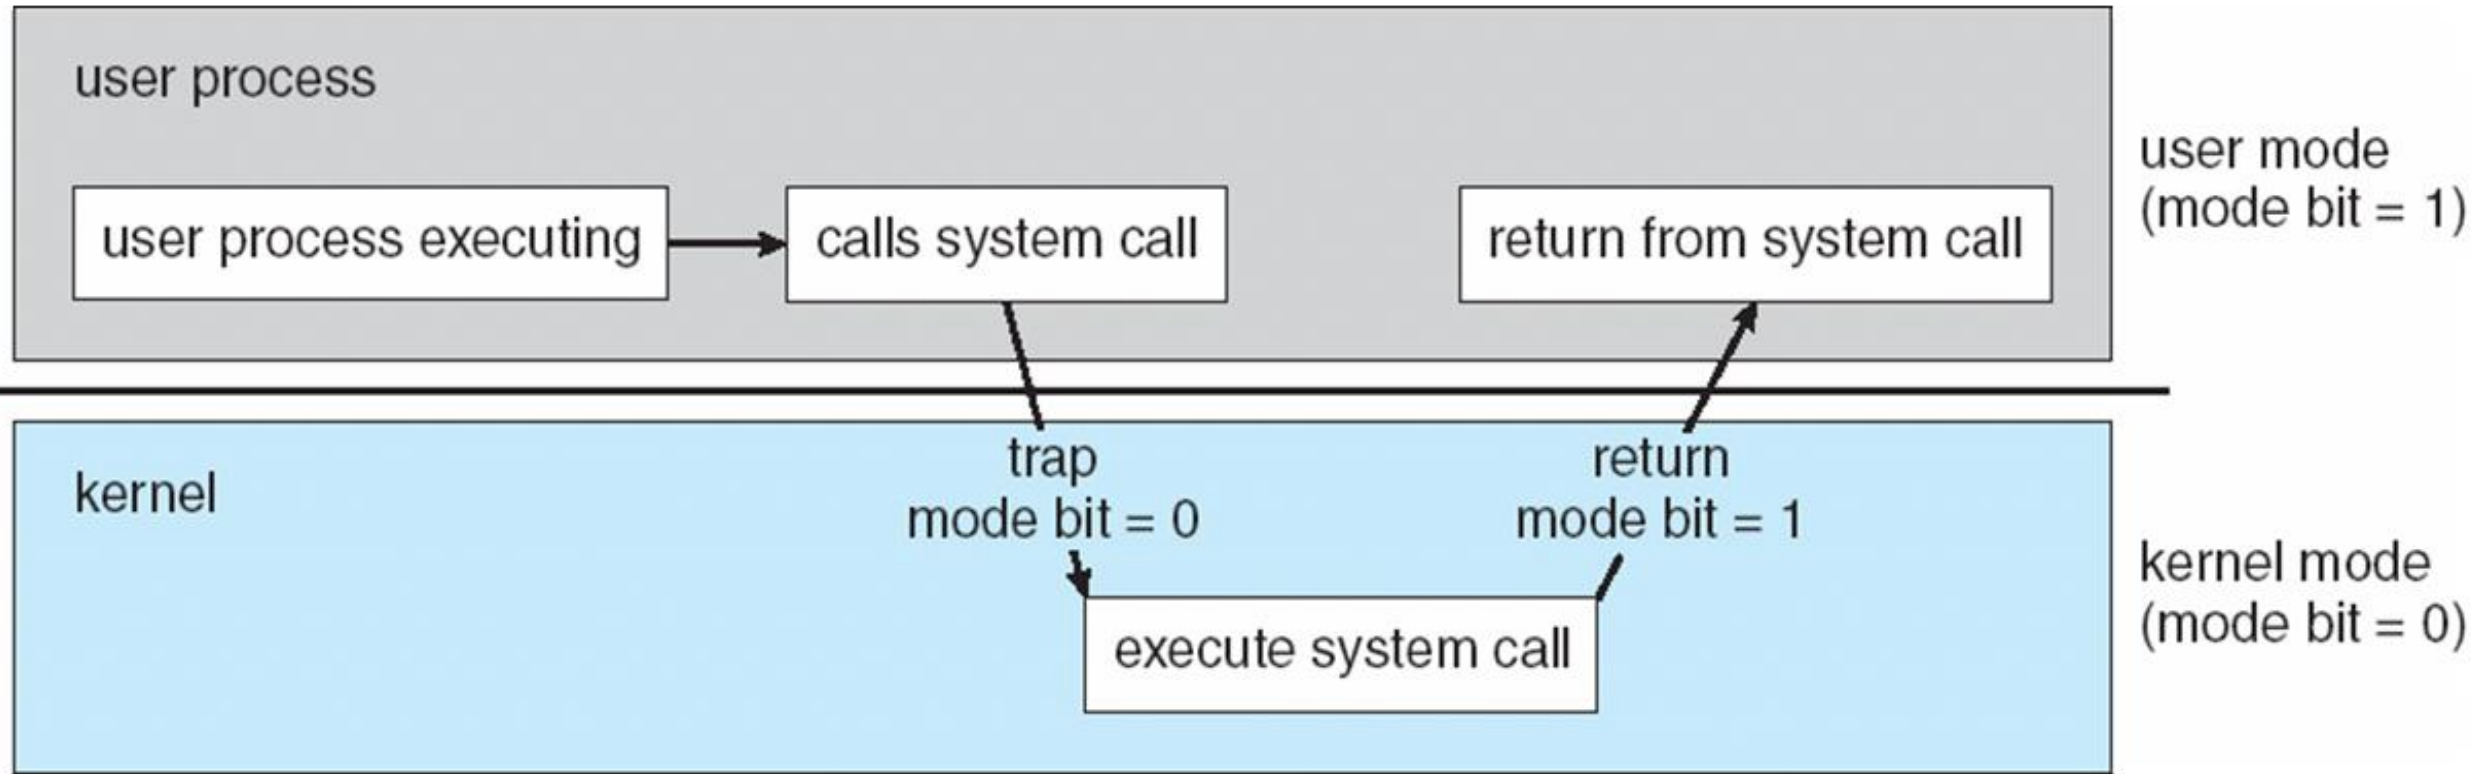 user process
user process executing
calls system call
return from system call
user mode
(mode bit = 1)
kernel
trap
mode bit = 0
return
mode bit = 1
execute system call
kernel mode
(mode bit = 0)